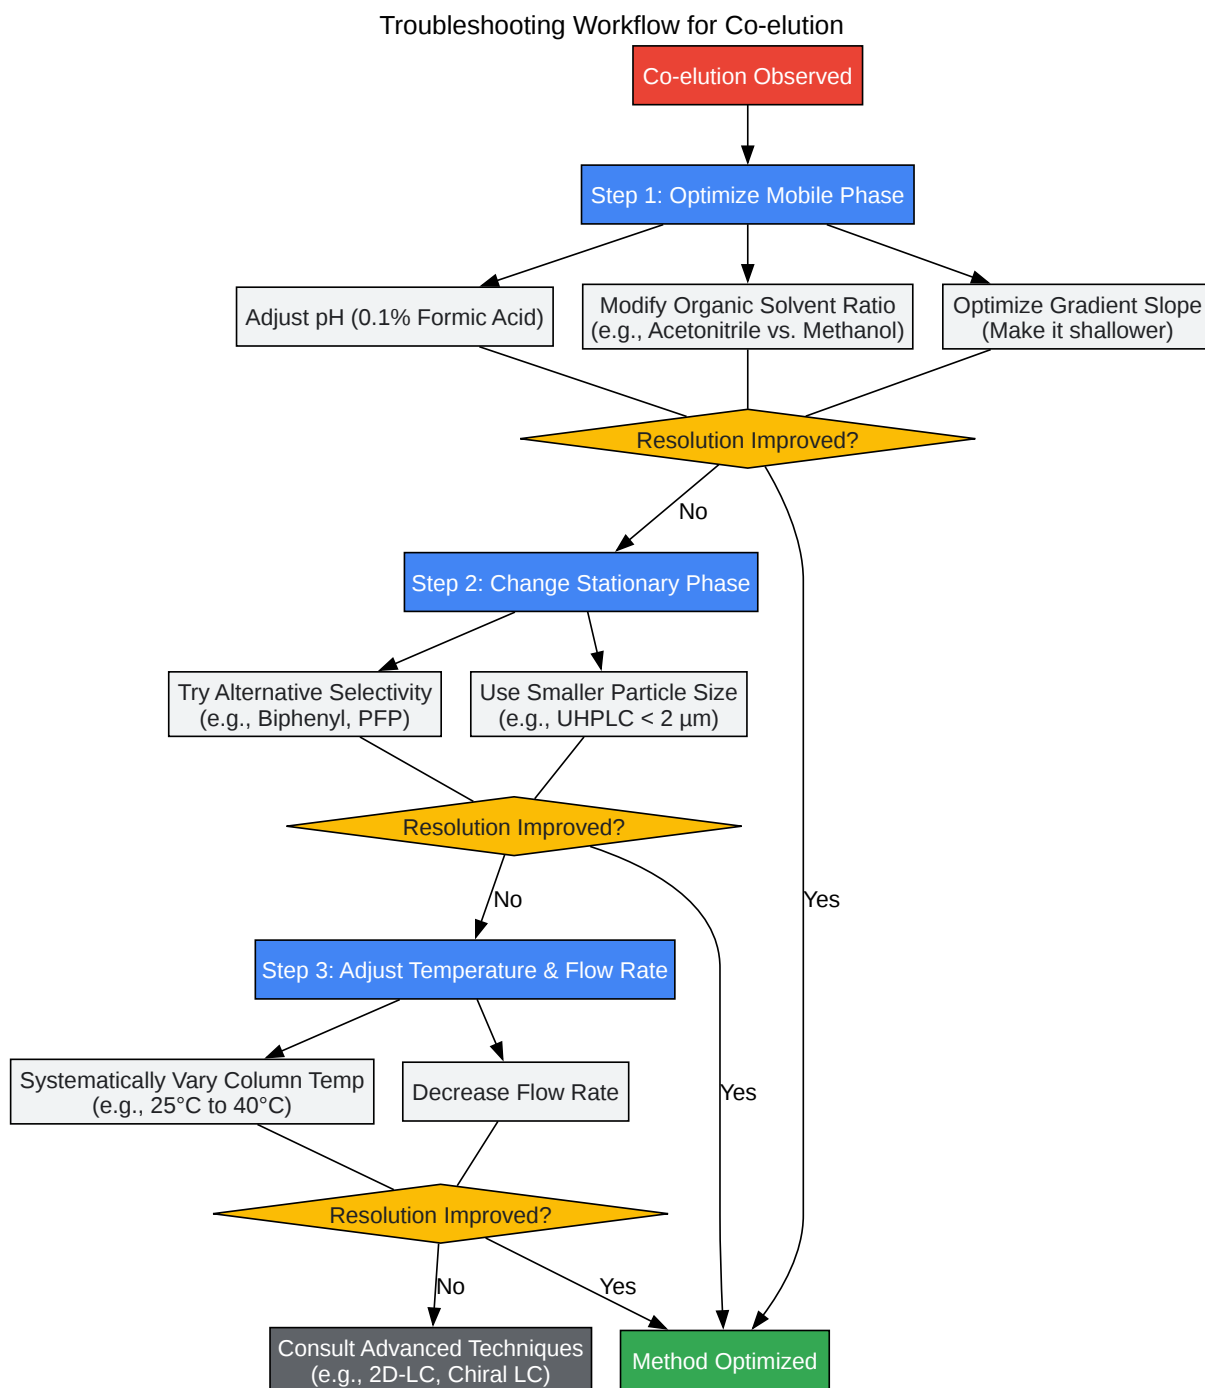 Troubleshooting Workflow for Co-elution
Co-elution Observed
Step 1: Optimize Mobile Phase
Adjust pH (0.1% Formic Acid)
Modify Organic Solvent Ratio
(e.g., Acetonitrile vs. Methanol)
Optimize Gradient Slope
(Make it shallower)
Resolution Improved?
No
Step 2: Change Stationary Phase
Try Alternative Selectivity
(e.g., Biphenyl, PFP)
Use Smaller Particle Size
(e.g., UHPLC < 2 µm)
Resolution Improved?
No
Yes
Step 3: Adjust Temperature & Flow Rate
Systematically Vary Column Temp
(e.g., 25°C to 40°C)
Decrease Flow Rate
Yes
Resolution Improved?
No
Yes
Consult Advanced Techniques
(e.g., 2D-LC, Chiral LC)
Method Optimized